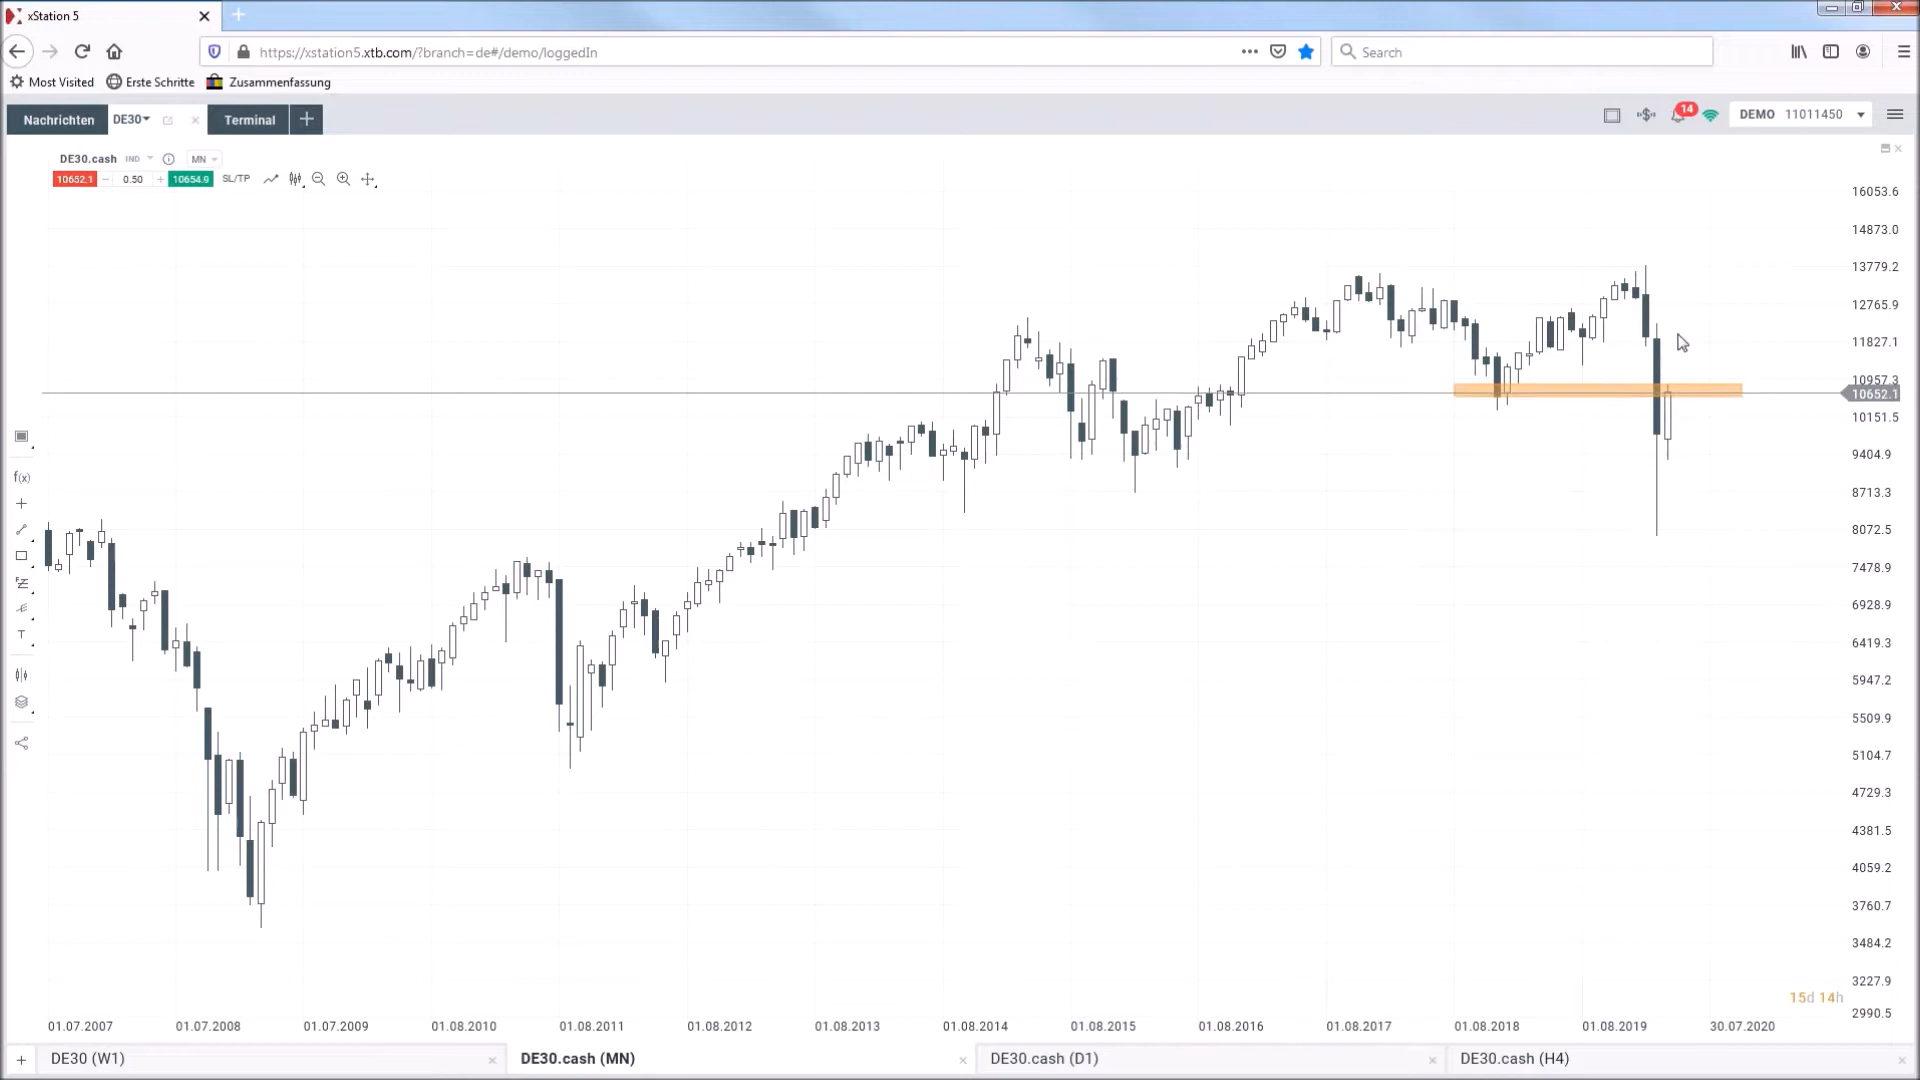 xStation 5
https://xstation5.xtb.com/?branch=de#/demo/loggedIn
Search
Most Visited
Erste Schritte
Zusammenfassung
Nachrichten
DE30
Terminal
14
DEMO 11011450
DE30.cash IND MN
10652.1 0.50 10654.9 SL/TP
16053.6
14873.0
13779.2
12765.9
11827.1
10957.3
10652.1
10151.5
9404.9
8713.3
8072.5
7478.9
6928.9
6419.3
5947.2
5509.9
5104.7
4729.3
4381.5
4059.2
3760.7
3484.2
3227.9
2990.5
f(x)
T
15d 14h
01.07.2007
01.07.2008
01.07.2009
01.08.2010
01.08.2011
01.08.2012
01.08.2013
01.08.2014
01.08.2015
01.08.2016
01.08.2017
01.08.2018
01.08.2019
30.07.2020
DE30 (W1)
DE30.cash (MN)
DE30.cash (D1)
DE30.cash (H4)